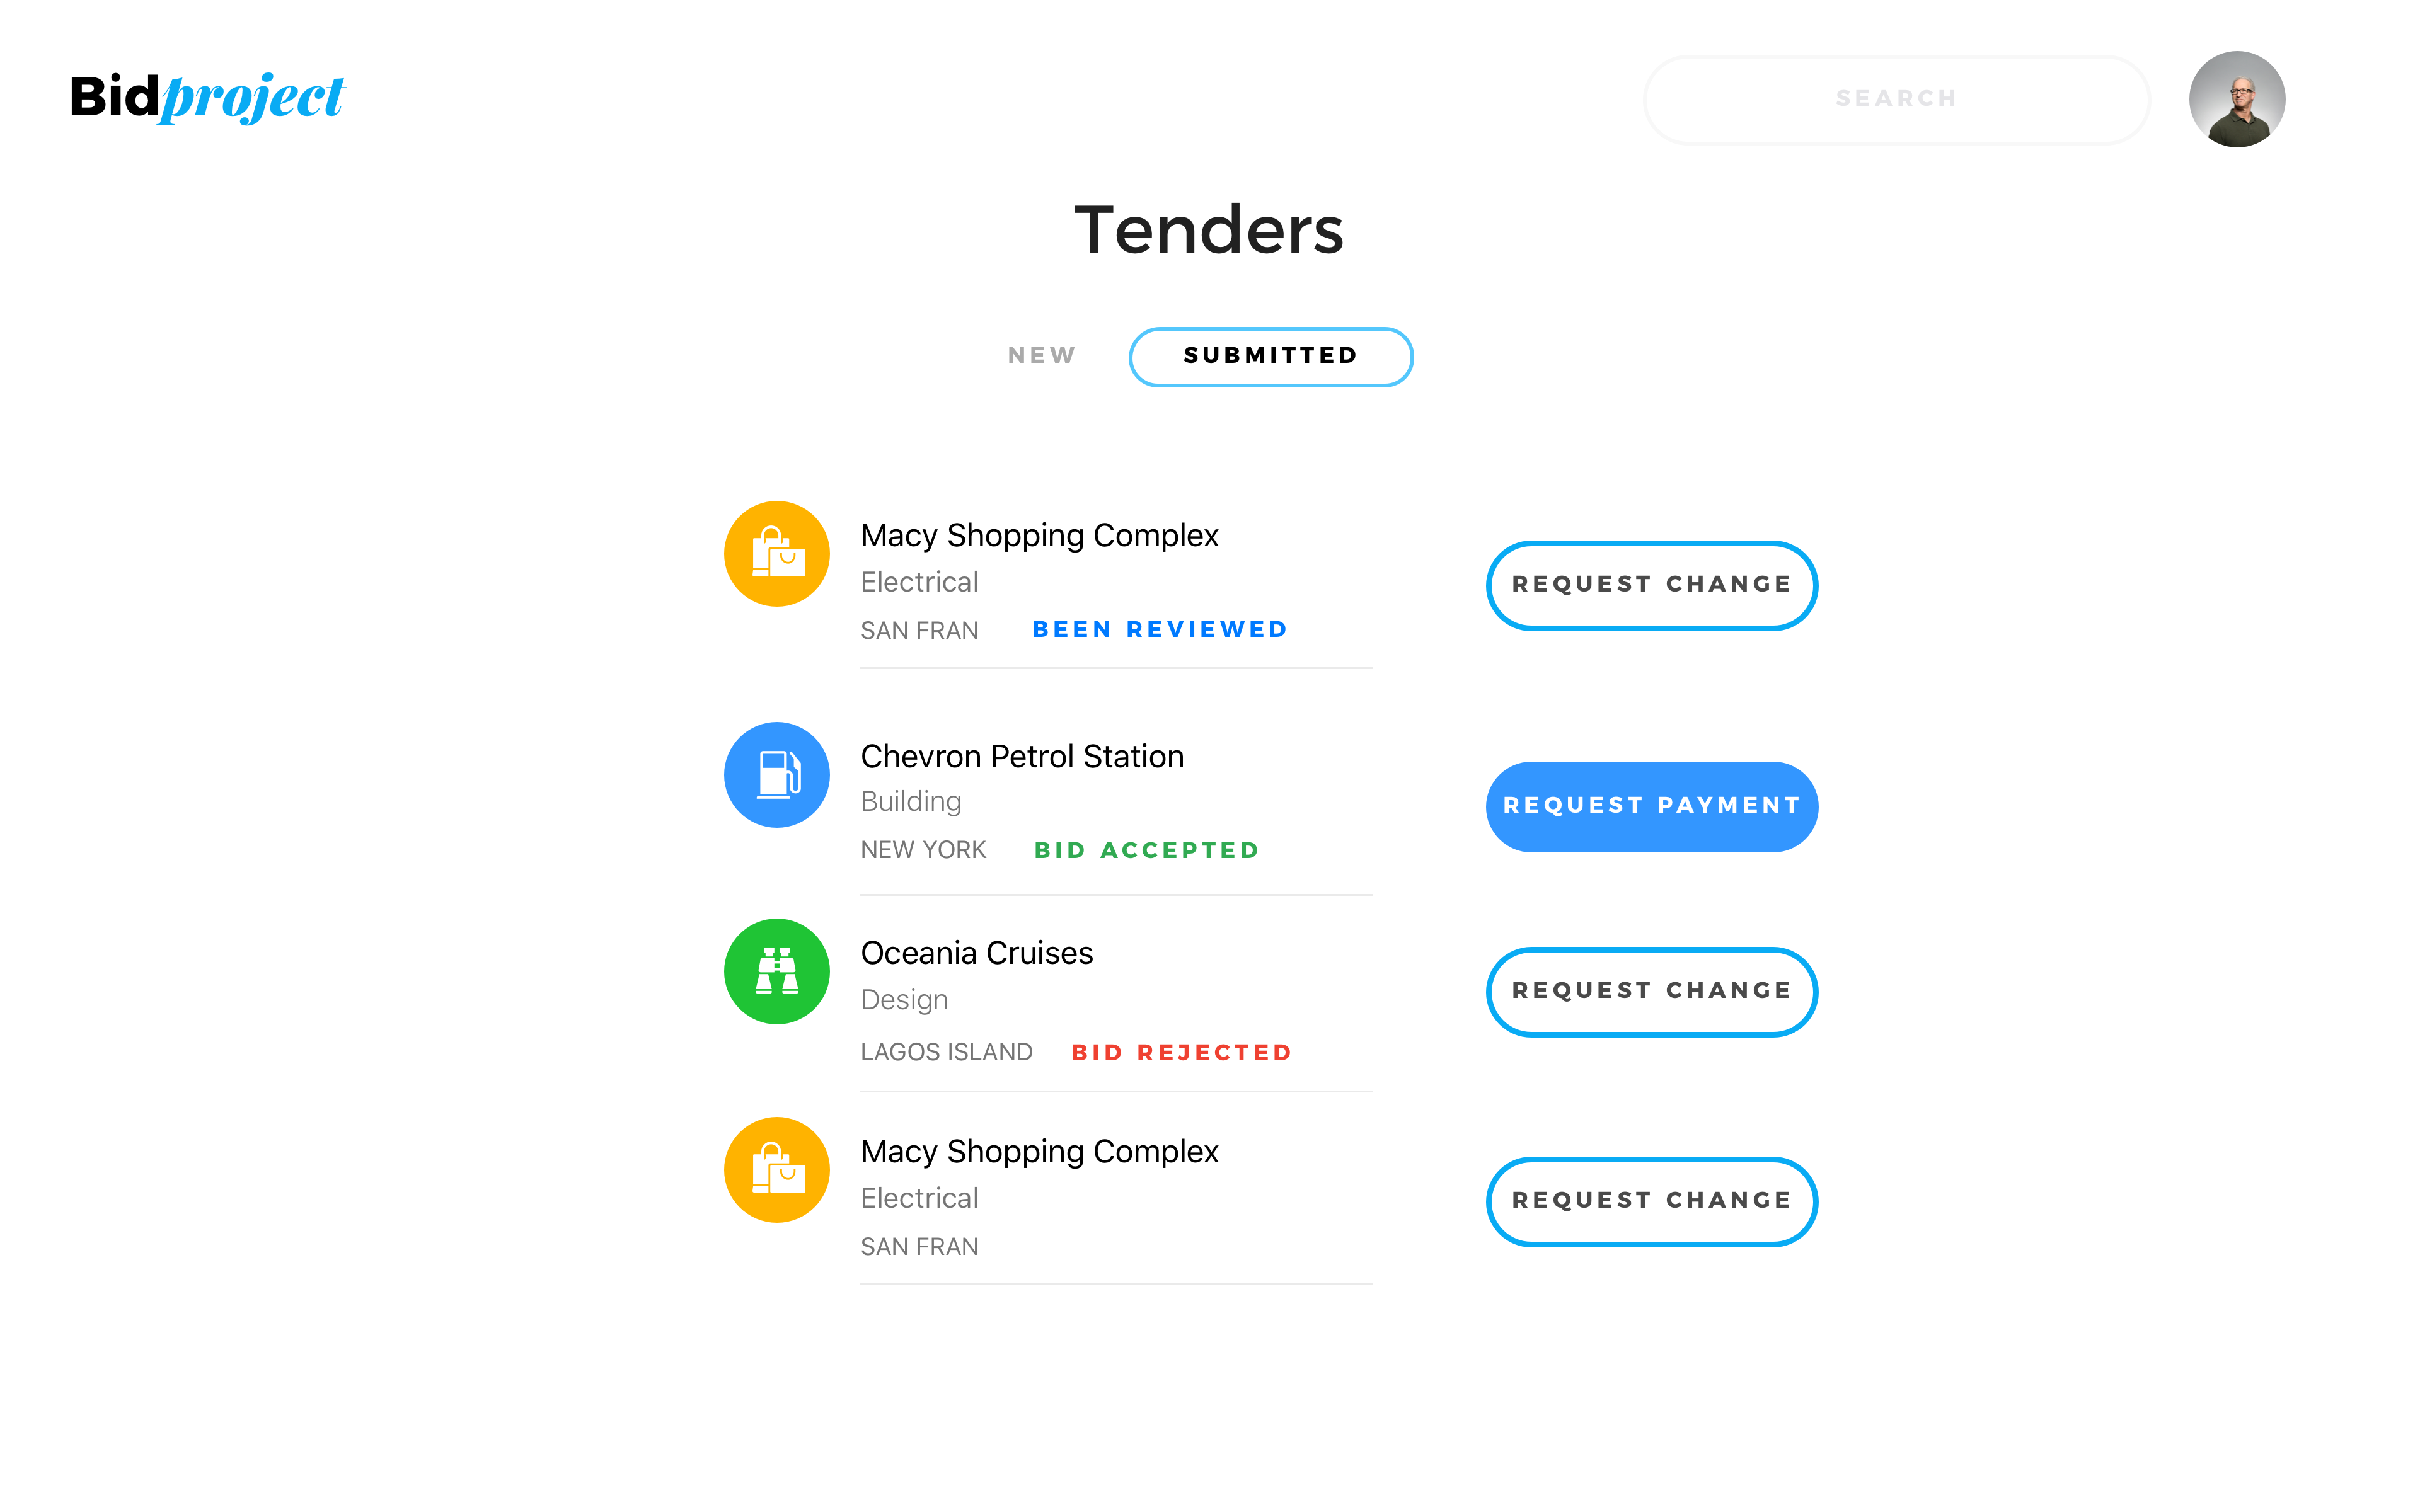 Bidproject
SEARCH
Tenders
NEW
SUBMITTED
Macy Shopping Complex
Electrical
SAN FRAN BEEN REVIEWED
REQUEST CHANGE
Chevron Petrol Station
Building
NEW YORK BID ACCEPTED
REQUEST PAYMENT
Oceania Cruises
Design
LAGOS ISLAND BID REJECTED
REQUEST CHANGE
Macy Shopping Complex
Electrical
SAN FRAN
REQUEST CHANGE